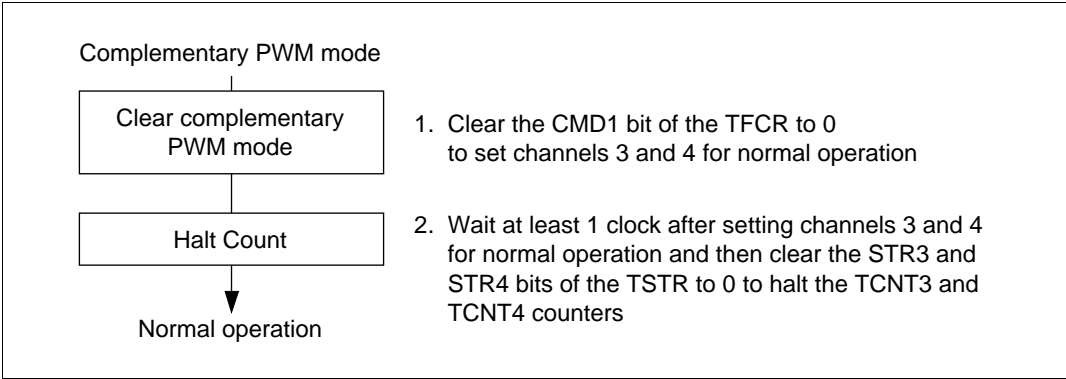 Complementary PWM mode
Clear complementary
PWM mode
1. Clear the CMD1 bit of the TFCR to 0
to set channels 3 and 4 for normal operation
Halt Count
2. Wait at least 1 clock after setting channels 3 and 4
for normal operation and then clear the STR3 and
STR4 bits of the TSTR to 0 to halt the TCNT3 and
TCNT4 counters
Normal operation